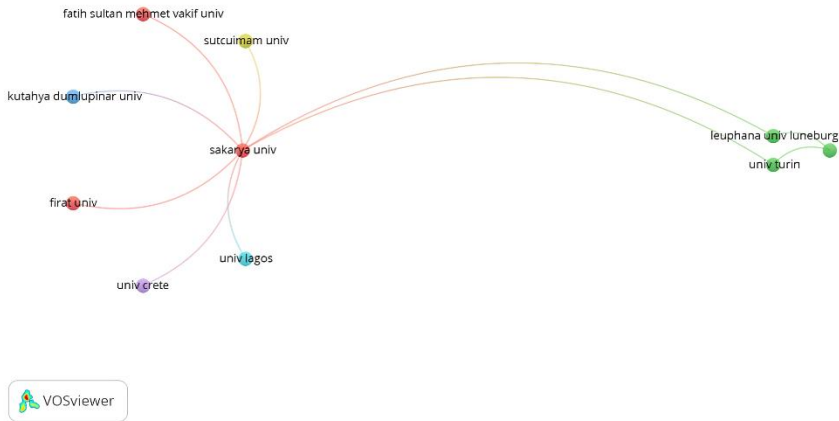 fatih sultan mehmet vakif univ
sutcuimam univ
kutahya dumlupinar univ
leuphana univ luneburg
sakarya univ
univ turin
firat univ
univ lagos
univ crete
VOSviewer